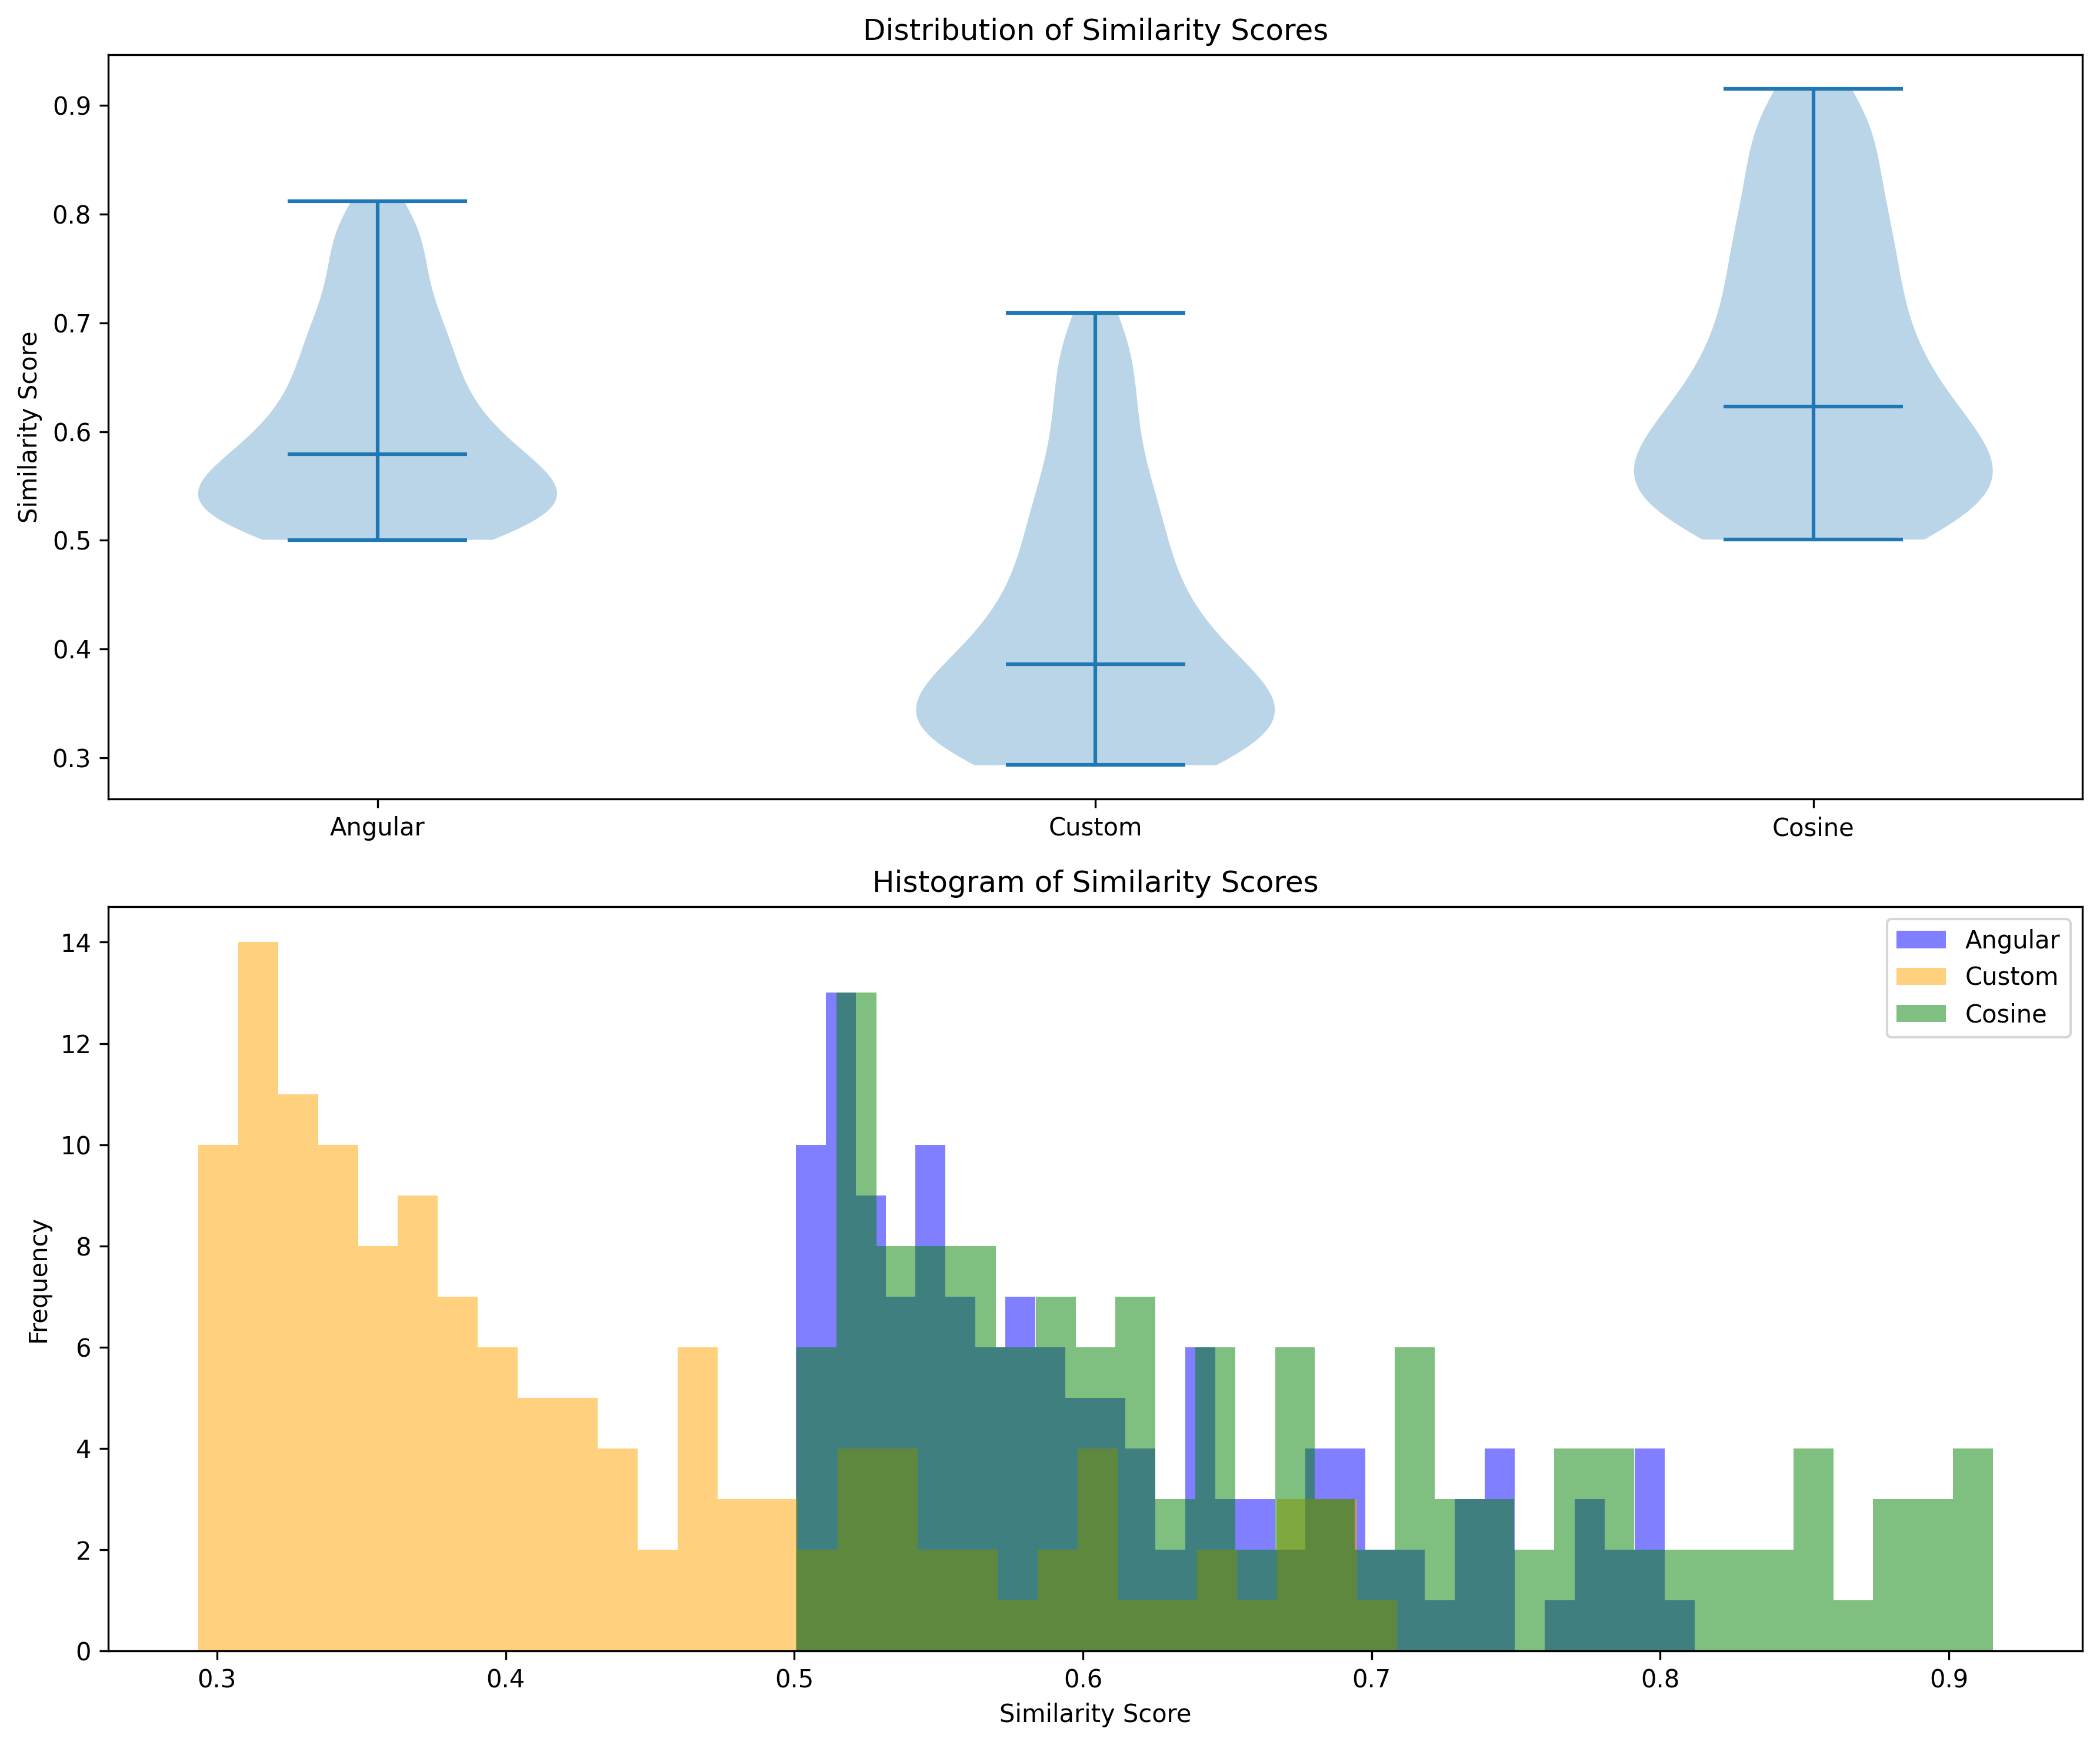 Distribution of Similarity Scores
0.9
0.8
0.7
0.6
0.5
0.4
0.3
Similarity Score
Angular Custom Cosine
Histogram of Similarity Scores
14
12
10
8
6
4
2
0
Frequency
Angular
Custom
Cosine
0.3 0.4 0.5 0.6 0.7 0.8 0.9
Similarity Score